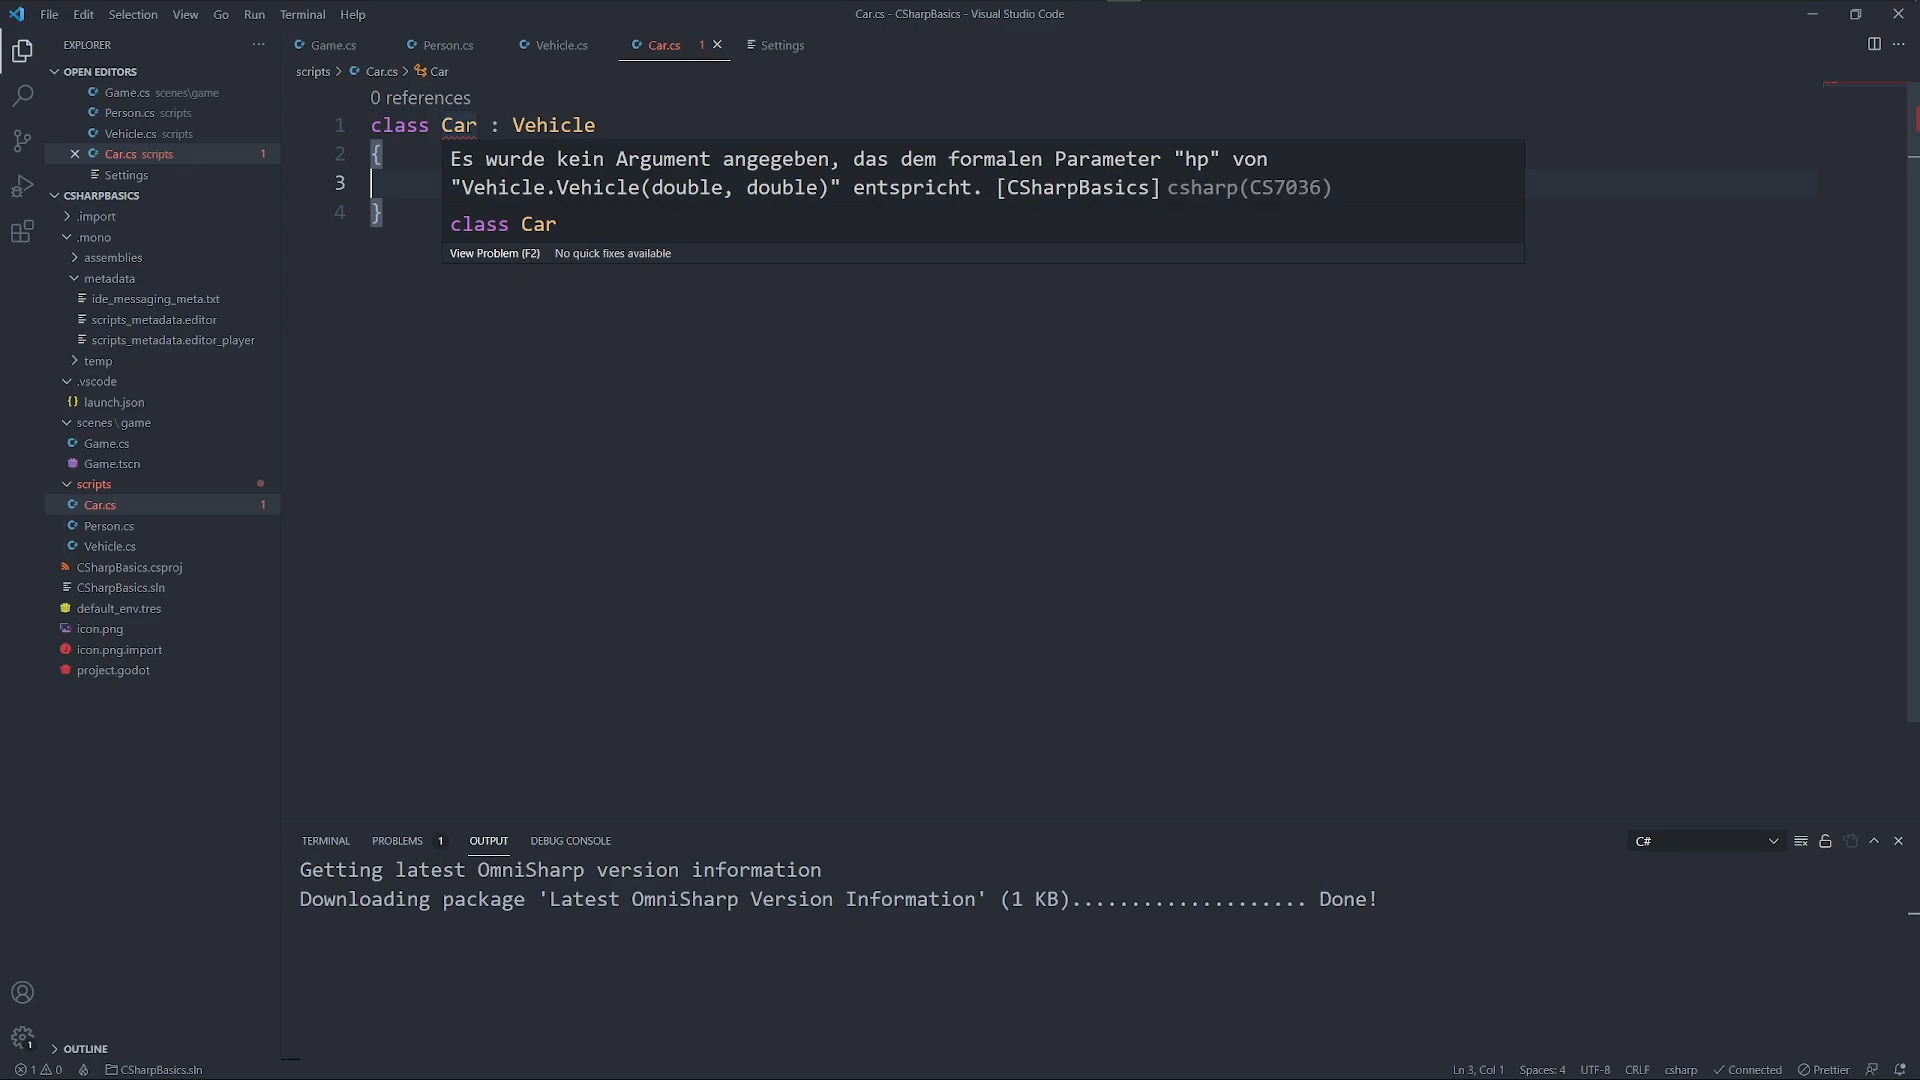 File Edit Selection View Go Run Terminal Help
Car.cs - CSharpBasics - Visual Studio Code
EXPLORER
OPEN EDITORS
Game.cs scenes\game
Person.cs scripts
Vehicle.cs scripts
Car.cs scripts 1
Settings
CSHARPBASICS
.import
.mono
assemblies
metadata
ide_messaging_meta.txt
scripts_metadata.editor
scripts_metadata.editor_player
temp
.vscode
launch.json
scenes\game
Game.cs
Game.tscn
scripts
Car.cs 1
Person.cs
Vehicle.cs
CSharpBasics.csproj
CSharpBasics.sln
default_env.tres
icon.png
icon.png.import
project.godot
OUTLINE
Game.cs Person.cs Vehicle.cs Car.cs 1 Settings
scripts > Car.cs > Car
0 references
1 class Car : Vehicle
2 {
3
4 }
Es wurde kein Argument angegeben, das dem formalen Parameter "hp" von
"Vehicle.Vehicle(double, double)" entspricht. [CSharpBasics] csharp(CS7036)
class Car
View Problem (F2) No quick fixes available
TERMINAL PROBLEMS 1 OUTPUT DEBUG CONSOLE
C#
Getting latest OmniSharp version information
Downloading package 'Latest OmniSharp Version Information' (1 KB).................... Done!
1
1 0 CSharpBasics.sln
Ln 3, Col 1 Spaces: 4 UTF-8 CRLF csharp Connected Prettier